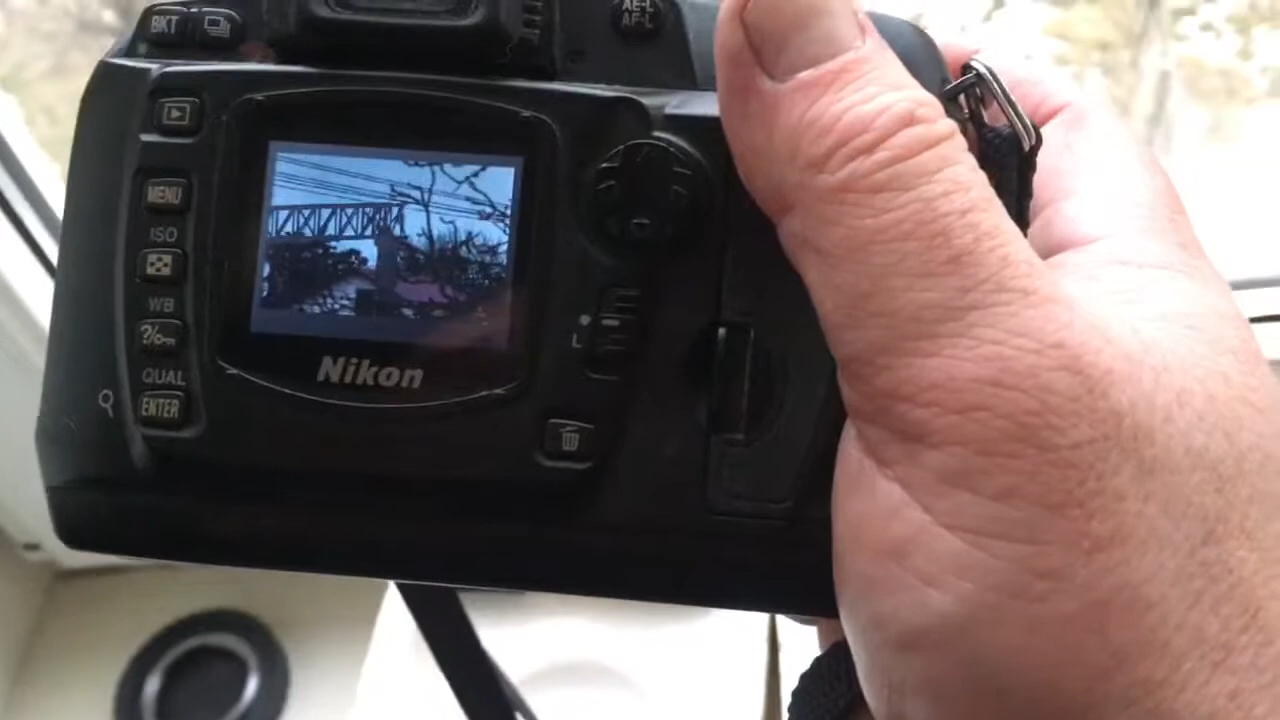 BKT
AE-L
AF-L
MENU
ISO
WB
?/
QUAL
ENTER
L
Nikon